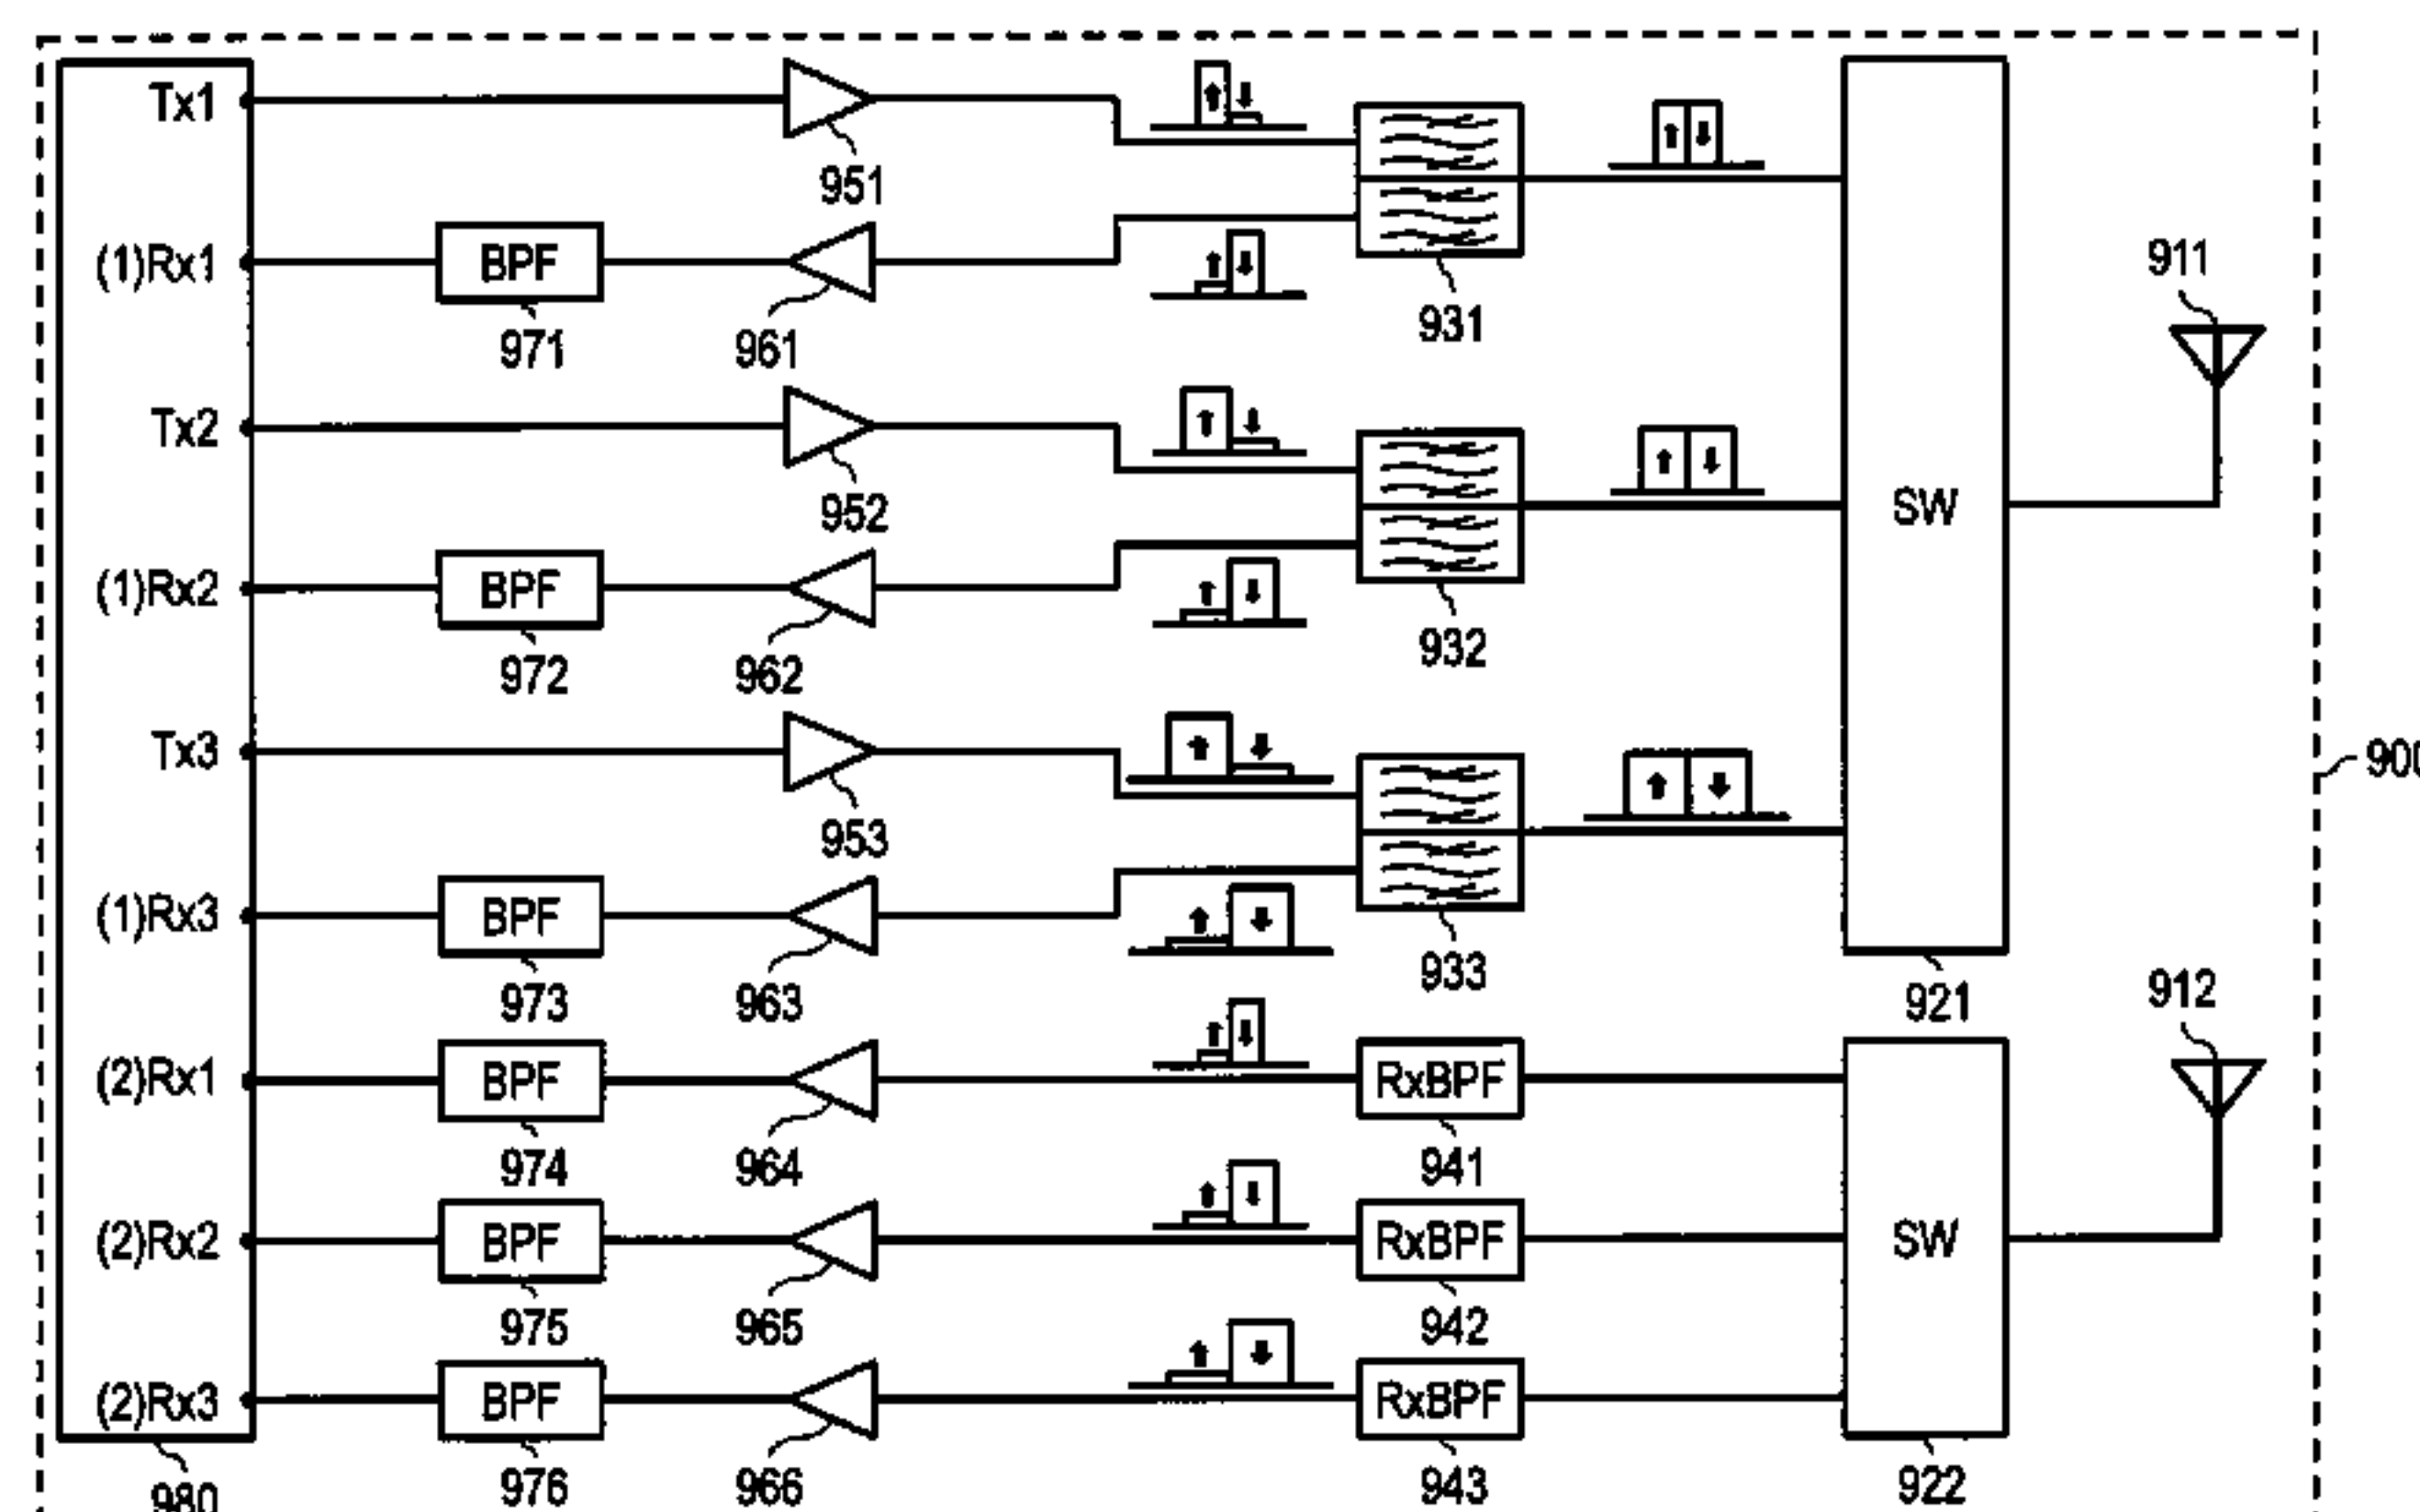 Tx1
951
(1)Rx1 BPF
971 961 931
911
Tx2
952
SW
(1)Rx2 BPF
972 962 932
Tx3
900
953
(1)Rx3 BPF
973 963 933
921
912
(2)Rx1 BPF RxBPF
974 964 941
(2)Rx2 BPF RxBPF SW
975 965 942
(2)Rx3 BPF RxBPF
980 976 966 943 922